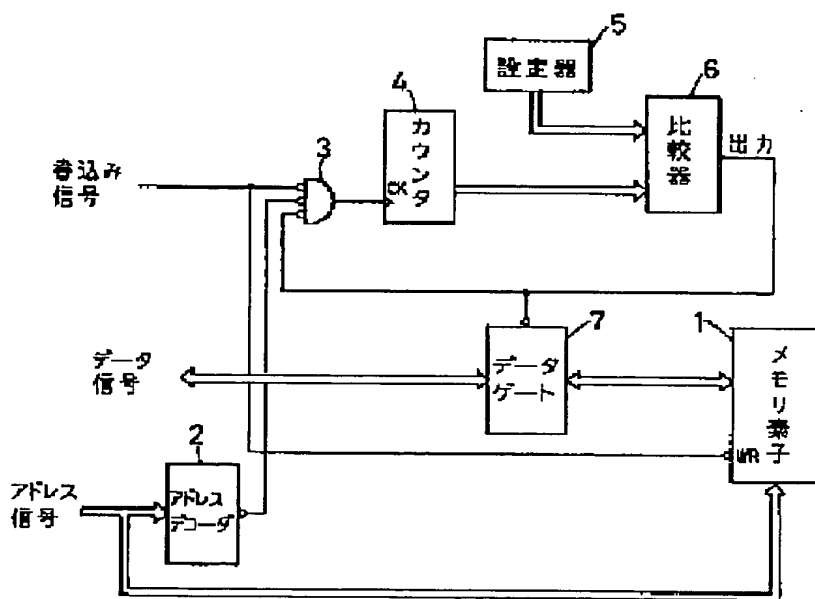 5
設定器
6
比較器
出力
4
カウンタ
CK
3
書込み
信号
データ
信号
7
データ
ゲート
1
メモリ素子
WR
2
アドレス
デコーダ
アドレス
信号